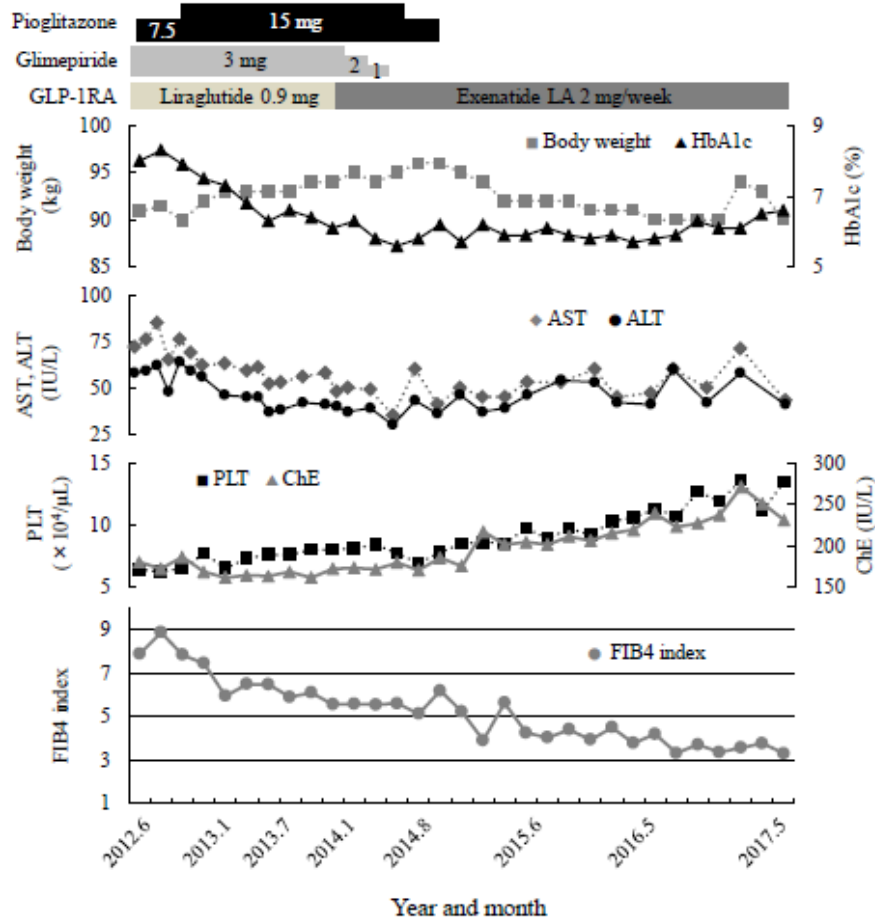 Pioglitazone
7.5
15 mg
Glimepiride
3 mg
2
1
GLP-1RA
Liraglutide 0.9 mg
Exenatide LA 2 mg/week
Body weight
(kg)
100
95
90
85
Body weight
HbA1c
9
7
5
HbA1c (%)
AST, ALT
(IU/L)
100
75
50
25
AST
ALT
PLT
( × 10⁴/μL)
15
10
5
PLT
ChE
300
250
200
150
ChE (IU/L)
FIB4 index
9
7
5
3
1
FIB4 index
2012.6
2013.1
2013.7
2014.1
2014.8
2015.6
2016.5
2017.5
Year and month